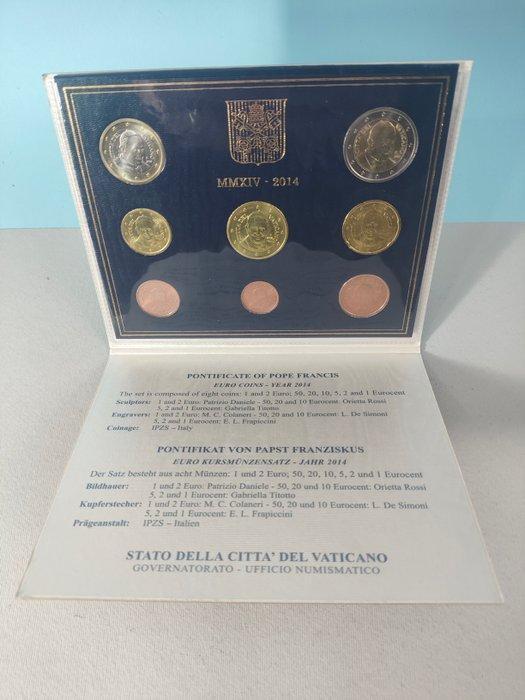 MMXIV - 2014
PONTIFICATE OF POPE FRANCIS
EURO COINS - YEAR 2014
The set is composed of eight coins: 1 and 2 Euro; 50, 20, 10, 5, 2 and 1 Eurocent
Sculptors: 1 and 2 Euro: Patrizio Daniele - 50, 20 and 10 Eurocent: Orietta Rossi
5, 2 and 1 Eurocent: Gabriella Titotto
Engravers: 1 and 2 Euro: M. C. Colaneri - 50, 20 and 10 Eurocent: L. De Simoni
5, 2 and 1 Eurocent: E. L. Frapiccini
Coinage: IPZS – Italy
PONTIFIKAT VON PAPST FRANZISKUS
EURO KURSMÜNZENSATZ - JAHR 2014
Der Satz besteht aus acht Münzen: 1 und 2 Euro; 50, 20, 10, 5, 2 und 1 Eurocent
Bildhauer: 1 und 2 Euro: Patrizio Daniele - 50, 20 und 10 Eurocent: Orietta Rossi
5, 2 und 1 Eurocent: Gabriella Titotto
Kupferstecher: 1 und 2 Euro: M. C. Colaneri - 50, 20 und 10 Eurocent: L. De Simoni
5, 2 und 1 Eurocent: E. L. Frapiccini
Prägeanstalt: IPZS – Italien
STATO DELLA CITTA' DEL VATICANO
GOVERNATORATO - UFFICIO NUMISMATICO